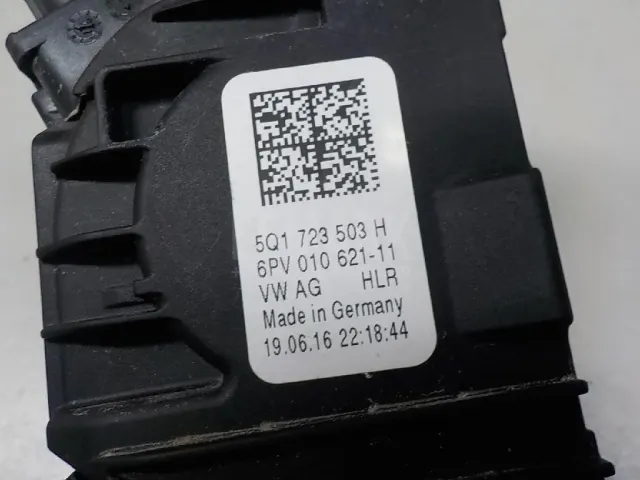 5Q1 723 503 H
6PV 010 621-11
VW AG HLR
Made in Germany
19.06.16 22:18:44